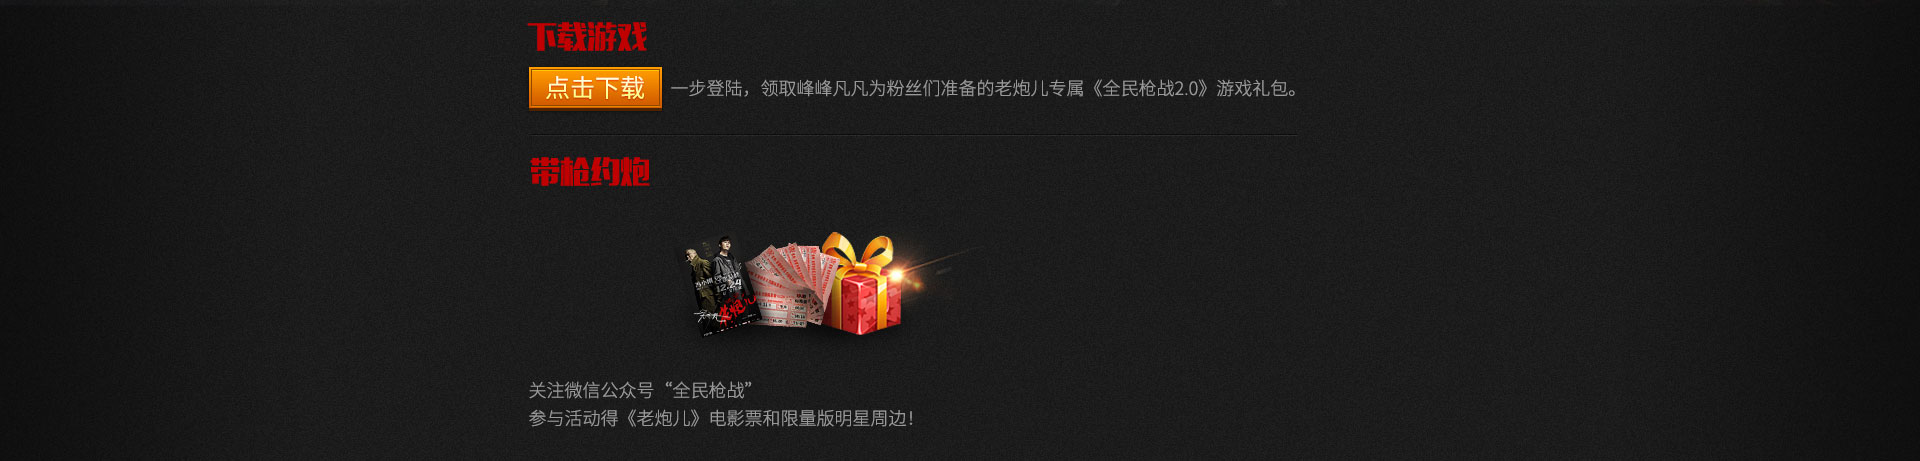 下载游戏
点击下载 一步登陆，领取峰峰凡凡为粉丝们准备的老炮儿专属《全民枪战2.0》游戏礼包。
带枪约炮
关注微信公众号“全民枪战”
参与活动得《老炮儿》电影票和限量版明星周边！